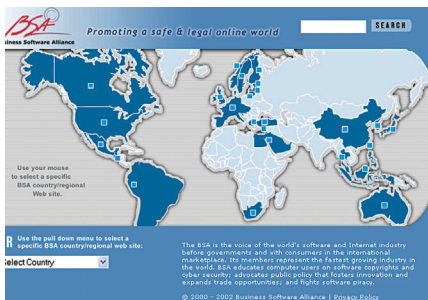 BSA
Business Software Alliance
Promoting a safe & legal online world
SEARCH
Use your mouse
to select a specific
BSA country/regional
Web site.
R Use the pull down menu to select a
specific BSA country/regional web site:
Select Country
The BSA is the voice of the world's software and Internet industry
before governments and with consumers in the international
marketplace. Its members represent the fastest growing industry in
the world. BSA educates computer users on software copyrights and
cyber security; advocates public policy that fosters innovation and
expands trade opportunities; and fights software piracy.
© 2000 - 2002 Business Software Alliance | Privacy Policy